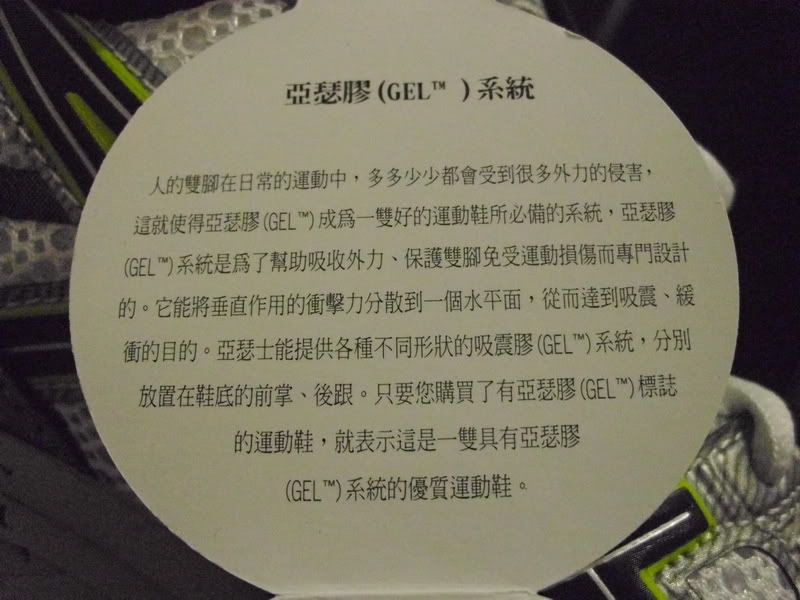 亞瑟膠(GEL™ )系統
人的雙腳在日常的運動中，多多少少都會受到很多外力的侵害，
這就使得亞瑟膠(GEL™)成爲一雙好的運動鞋所必備的系統，亞瑟膠
(GEL™)系統是爲了幫助吸收外力、保護雙腳免受運動損傷而專門設計
的。它能將垂直作用的衝擊力分散到一個水平面，從而達到吸震、緩
衝的目的。亞瑟士能提供各種不同形狀的吸震膠(GEL™)系統，分別
放置在鞋底的前掌、後跟。只要您購買了有亞瑟膠(GEL™)標誌
的運動鞋，就表示這是一雙具有亞瑟膠
(GEL™)系統的優質運動鞋。